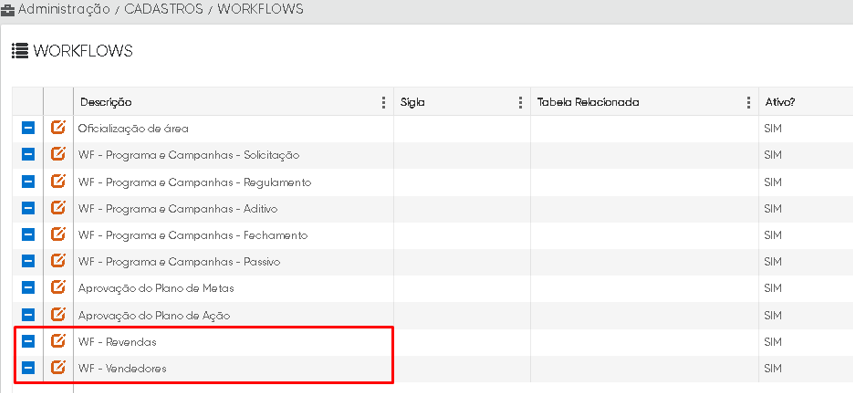 Administração / CADASTROS / WORKFLOWS
WORKFLOWS
Descrição Sigla Tabela Relacionada Ativo?
Oficialização de área SIM
WF - Programa e Campanhas - Solicitação SIM
WF - Programa e Campanhas - Regulamento SIM
WF - Programa e Campanhas - Aditivo SIM
WF - Programa e Campanhas - Fechamento SIM
WF - Programa e Campanhas - Passivo SIM
Aprovação do Plano de Metas SIM
Aprovação do Plano de Ação SIM
WF - Revendas SIM
WF - Vendedores SIM